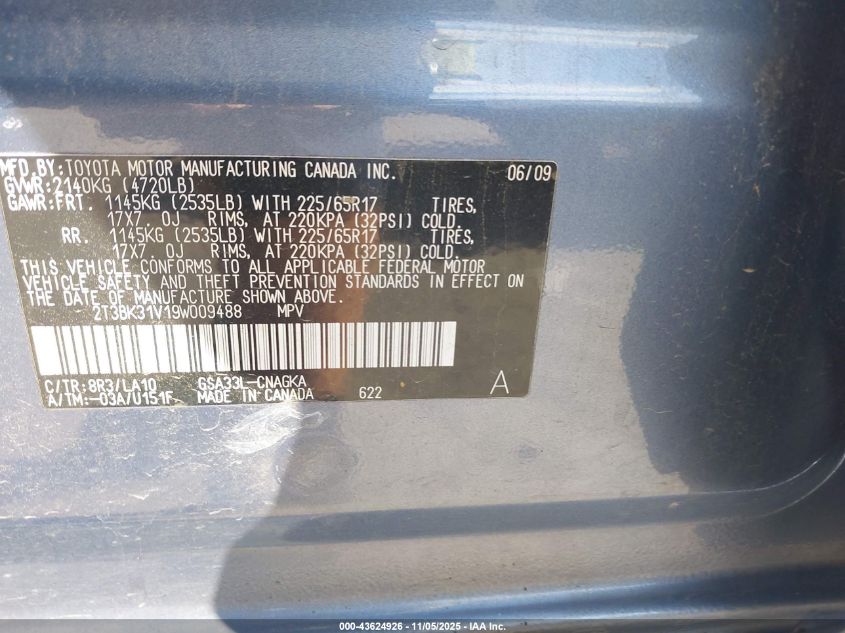 MFD BY: TOYOTA MOTOR MANUFACTURING CANADA INC. 06/09
GVWR: 2140KG (4720LB)
GAWR: FRT. 1145KG (2535LB) WITH 225/65R17 TIRES,
17X7. 0J RIMS, AT 220KPA (32PSI) COLD.
RR. 1145KG (2535LB) WITH 225/65R17 TIRES,
17X7. 0J RIMS, AT 220KPA (32PSI) COLD.
THIS VEHICLE CONFORMS TO ALL APPLICABLE FEDERAL MOTOR
VEHICLE SAFETY AND THEFT PREVENTION STANDARDS IN EFFECT ON
THE DATE OF MANUFACTURE SHOWN ABOVE.
2T3BK31V19W009488 MPV
C/TR: 8R3/LA10 GSA33L-CNAGKA
A/TM: -03A/U151F MADE IN CANADA 622 A
000-43624926 - 11/05/2025 - IAA Inc.